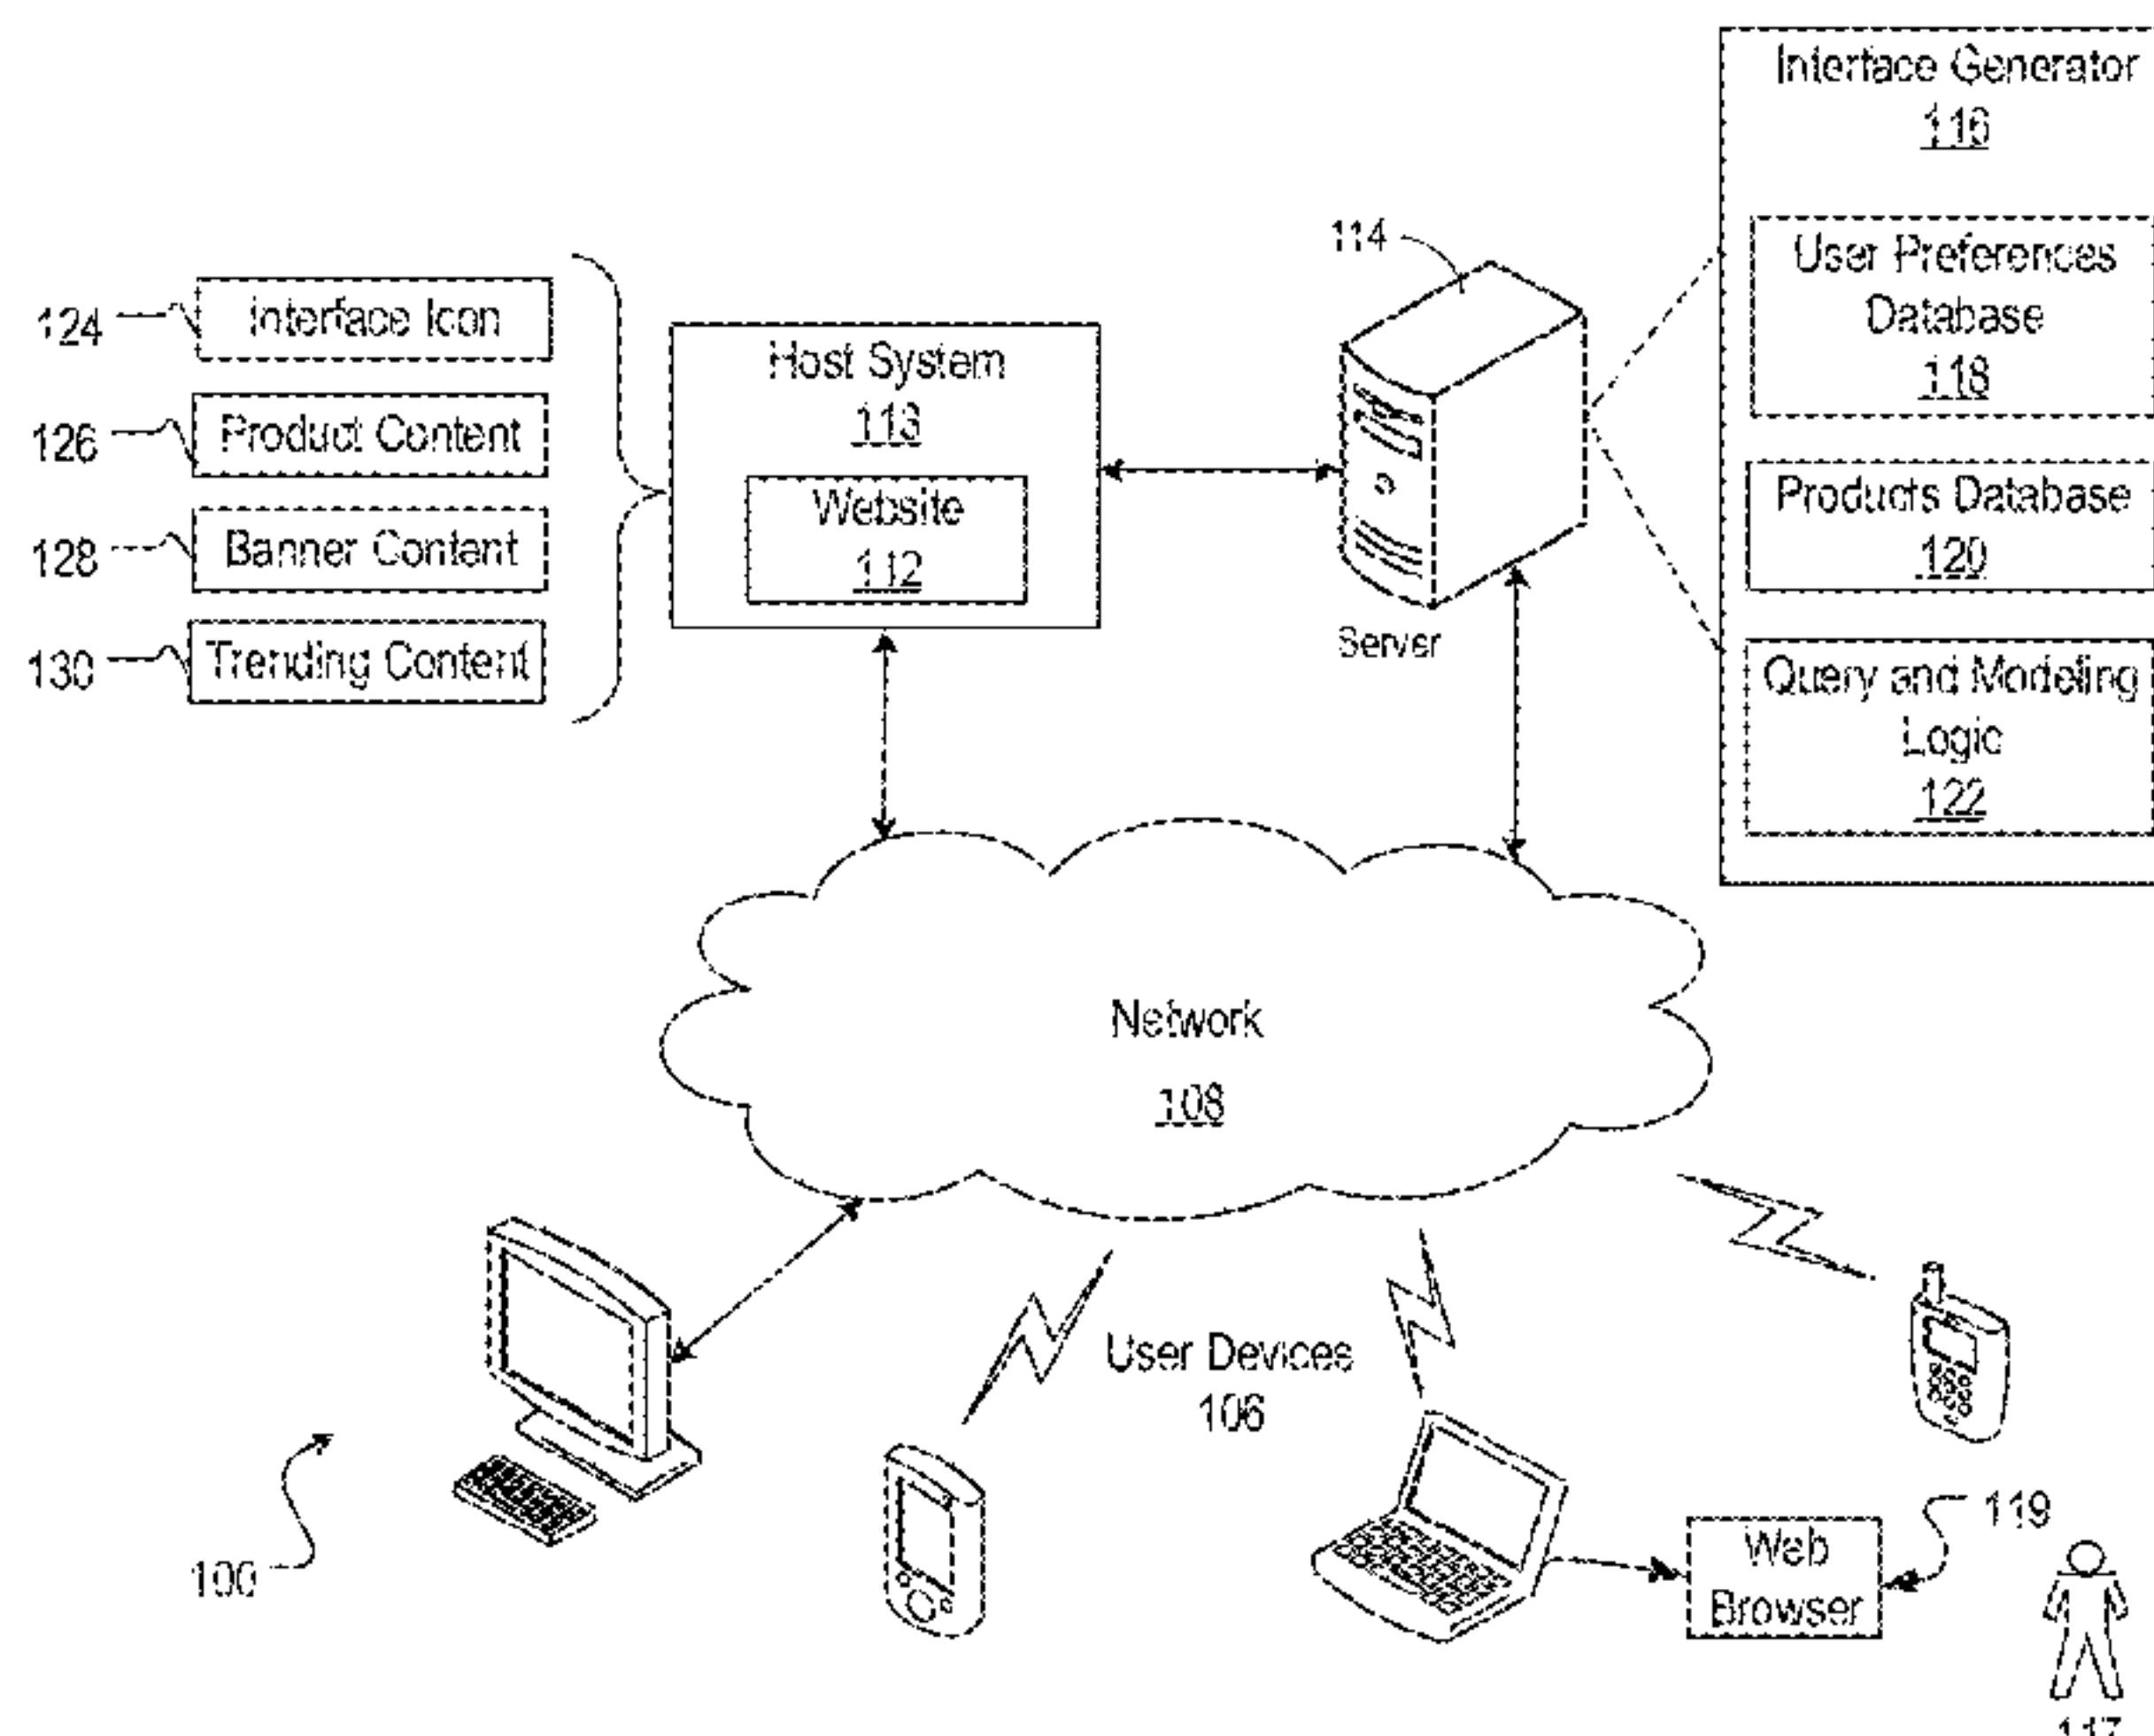 Interface Generator
116
User Preferences
Database
118
Products Database
120
Query and Modeling
Logic
122
114
Server
124
Interface Icon
126
Product Content
128
Banner Content
130
Trending Content
Host System
113
Website
112
Network
108
User Devices
106
100
Web
Browser
119
117